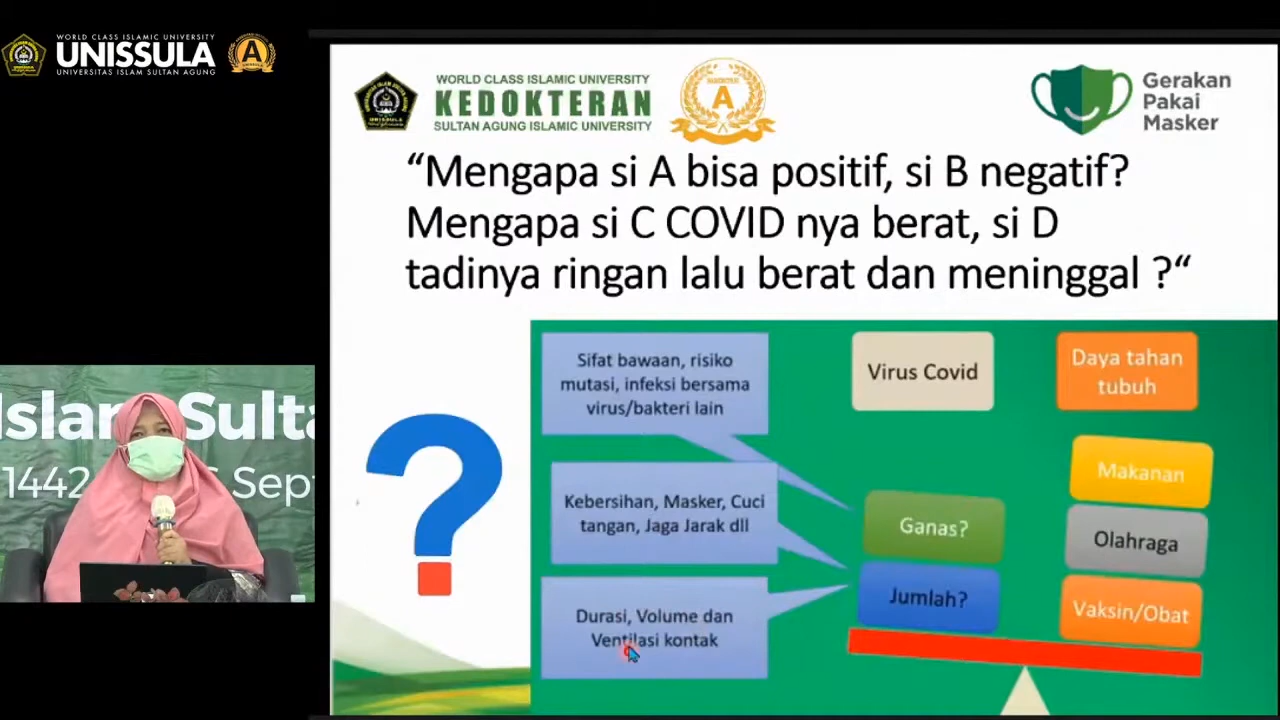 WORLD CLASS ISLAMIC UNIVERSITY
UNISSULA
UNIVERSITAS ISLAM SULTAN AGUNG
A
WORLD CLASS ISLAMIC UNIVERSITY
KEDOKTERAN
SULTAN AGUNG ISLAMIC UNIVERSITY
A
Gerakan
Pakai
Masker
“Mengapa si A bisa positif, si B negatif?
Mengapa si C COVID nya berat, si D
tadinya ringan lalu berat dan meninggal ?“
Sifat bawaan, risiko
mutasi, infeksi bersama
virus/bakteri lain
Kebersihan, Masker, Cuci
tangan, Jaga Jarak dll
Durasi, Volume dan
Ventilasi kontak
Virus Covid
Ganas?
Jumlah?
Daya tahan
tubuh
Makanan
Olahraga
Vaksin/Obat
?
Islam Sulta
1442
Sept